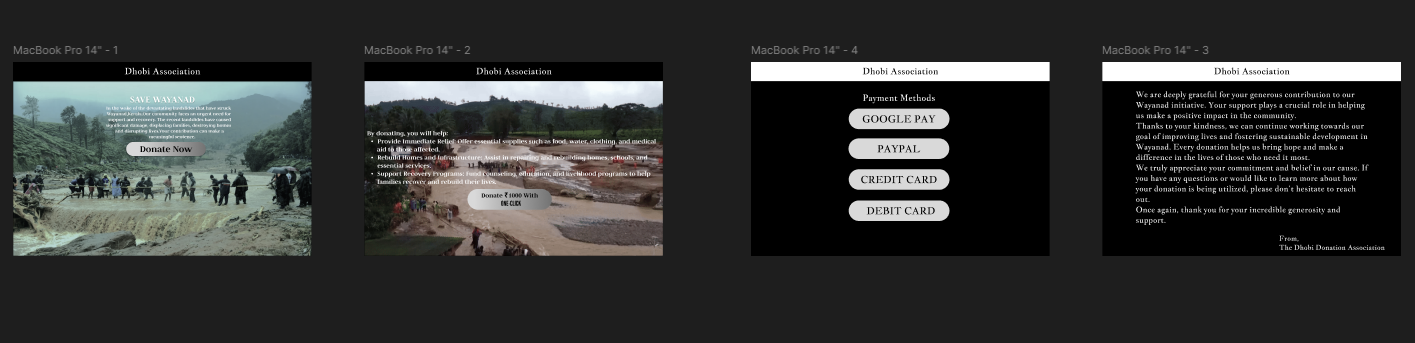 MacBook Pro 14" - 1
Dhobi Association
SAVE WAYANAD
In the wake of the devastating landslides that have struck
Wayanad, Kerala, Our community faces an urgent need for
support and recovery. The recent landslides have caused
significant damage, displacing families, destroying homes
and disrupting lives. Your contribution can make a
meaningful
Donate Now
MacBook Pro 14" - 2
Dhobi Association
By donating, you will help:
• Provide Immediate Relief: Offer essential supplies such as food, water, clothing, and medical
aid to those affected.
• Rebuild Homes and Infrastructure: Assist in repairing and rebuilding homes, schools, and
essential services.
• Support Recovery Programs: Fund counseling, education, and livelihood programs to help
families recover and rebuild their lives.
Donate ₹1000 With
ONE CLICK
MacBook Pro 14" - 4
Dhobi Association
Payment Methods
GOOGLE PAY
PAYPAL
CREDIT CARD
DEBIT CARD
MacBook Pro 14" - 3
Dhobi Association
We are deeply grateful for your generous contribution to our
Wayanad initiative. Your support plays a crucial role in helping
us make a positive impact in the community.
Thanks to your kindness, we can continue working towards our
goal of improving lives and fostering sustainable development in
Wayanad. Every donation helps us bring hope and make a
difference in the lives of those who need it most.
We truly appreciate your commitment and belief in our cause. If
you have any questions or would like to learn more about how
your donation is being utilized, please don't hesitate to reach
out.
Once again, thank you for your incredible generosity and
support.
From,
The Dhobi Donation Association